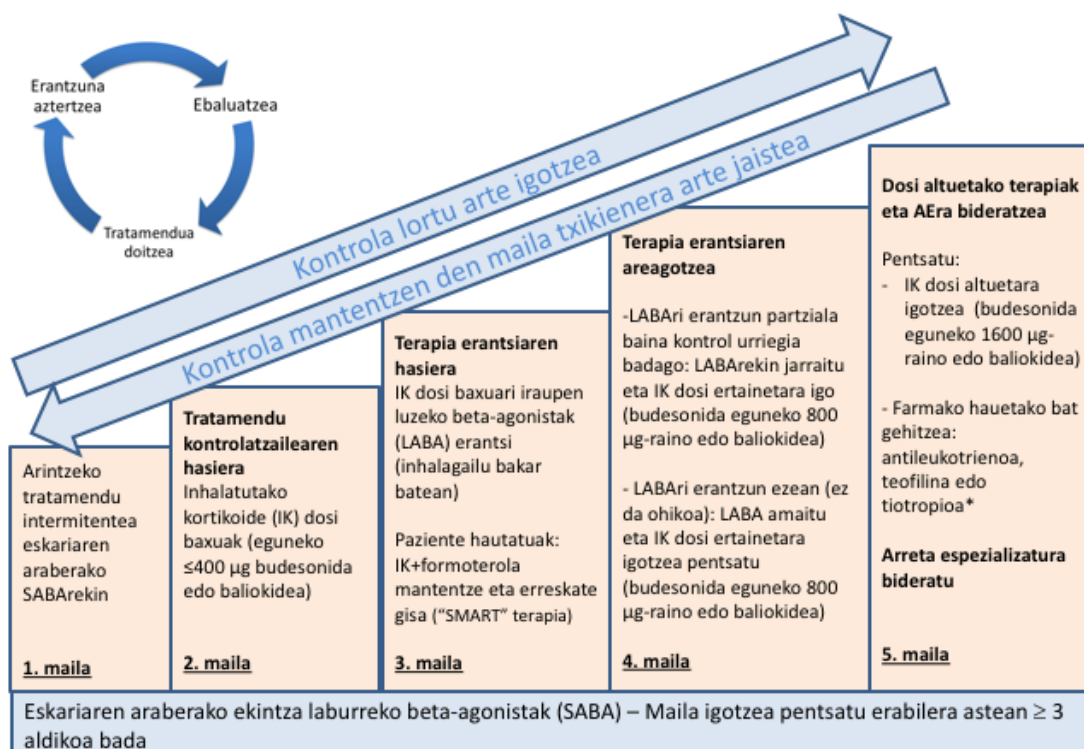 Erantzuna
aztertzea
Ebaluatzea
Tratamendua
doitzea
Kontrola lortu arte igotzea
Kontrola mantentzen den maila txikienera arte jaistea
Arintzeko
tratamendu
intermitentea
eskariaren
araberako
SABArekin
1. maila
Tratamendu
kontrolatzailearen
hasiera
Inhalatutako
kortikoide (IK) dosi
baxuak (eguneko
≤400 µg budesonida
edo baliokidea)
2. maila
Terapia erantsiaren
hasiera
IK dosi baxuari iraupen
luzeko beta-agonistak
(LABA) erantsi
(inhalagailu bakar
batean)
Paziente hautatuak:
IK+formoterola
mantentze eta erreskate
gisa (“SMART” terapia)
3. maila
Terapia erantsiaren
areagotzea
-LABAri erantzun partziala
baina kontrol urriegia
badago: LABArekin jarraitu
eta IK dosi ertainetara igo
(budesonida eguneko 800
µg-raino edo baliokidea)
- LABAri erantzun ezean (ez
da ohikoa): LABA amaitu
eta IK dosi ertainetara
igotzea pentsatu
(budesonida eguneko 800
µg-raino edo baliokidea)
4. maila
Dosi altuetako terapiak
eta AEra bideratzea
Pentsatu:
- IK dosi altuetara
igotzea (budesonida
eguneko 1600 µg-
raino edo baliokidea)
- Farmako hauetako bat
gehitzea:
antileukotrienoa,
teofilina edo
tiotropioa*
Arreta espezializatura
bideratu
5. maila
Eskariaren araberako ekintza laburreko beta-agonistak (SABA) – Maila igotzea pentsatu erabilera astean ≥ 3
aldikoa bada